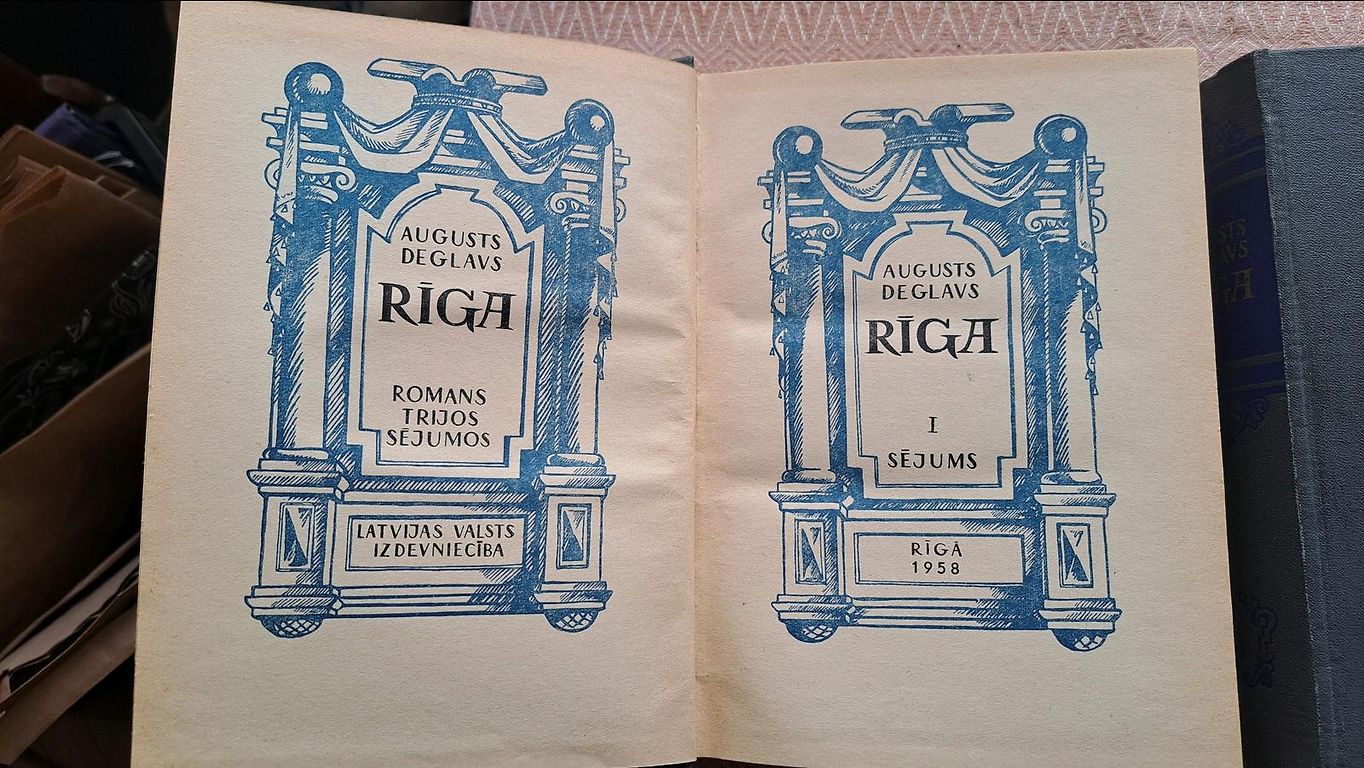 AUGUSTS
DEGLAVS
RĪGA
ROMANS
TRIJOS
SĒJUMOS
LATVIJAS VALSTS
IZDEVNIECĪBA
AUGUSTS
DEGLAVS
RĪGA
I
SĒJUMS
RĪGĀ
1958